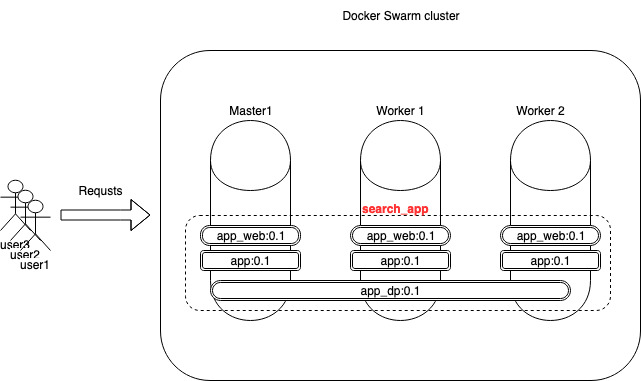 Docker Swarm cluster
Master1
Worker 1
Worker 2
Requsts
search_app
user3
user2
user1
app_web:0.1
app_web:0.1
app_web:0.1
app:0.1
app:0.1
app:0.1
app_dp:0.1